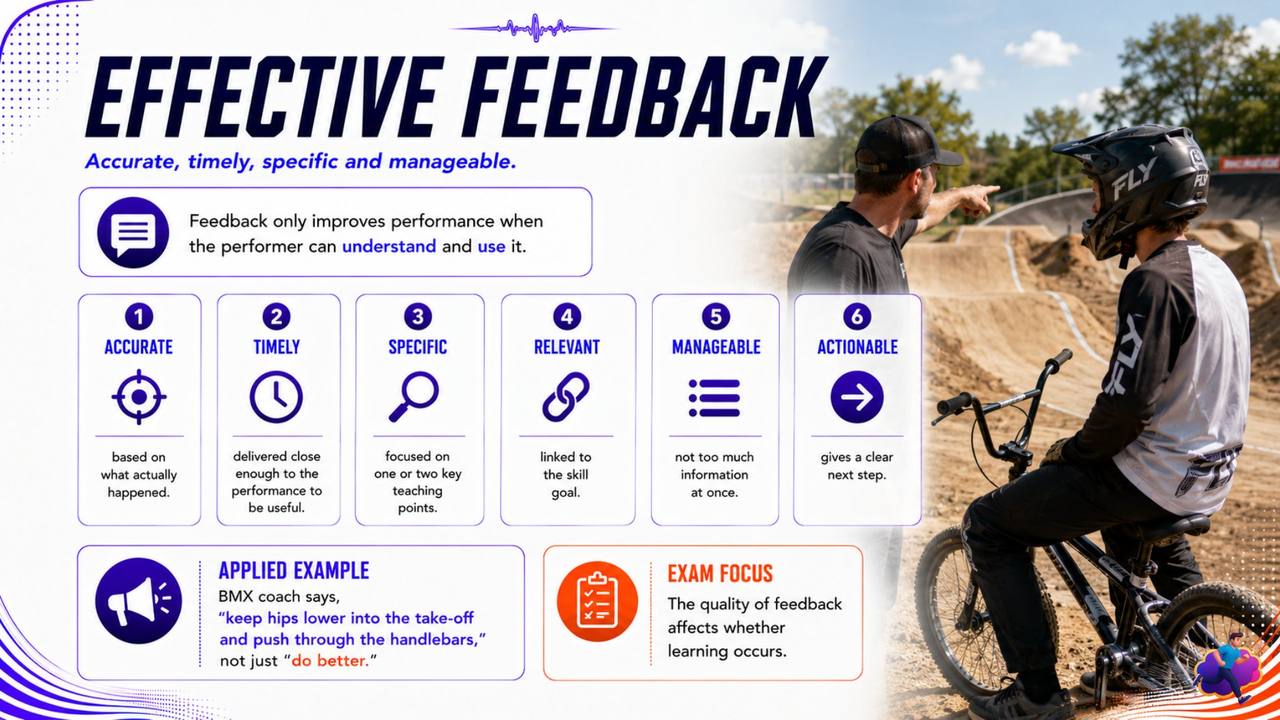 EFFECTIVE FEEDBACK
Accurate, timely, specific and manageable.
Feedback only improves performance when
the performer can understand and use it.
1
ACCURATE
based on
what actually
happened.
2
TIMELY
delivered close
enough to the
performance to
be useful.
3
SPECIFIC
focused on
one or two key
teaching
points.
4
RELEVANT
linked to
the skill
goal.
5
MANAGEABLE
not too much
information
at once.
6
ACTIONABLE
gives a clear
next step.
APPLIED EXAMPLE
BMX coach says,
“keep hips lower into the take-off
and push through the handlebars,”
not just “do better.”
EXAM FOCUS
The quality of feedback
affects whether
learning occurs.
FLY
FLY
FLY
FLY